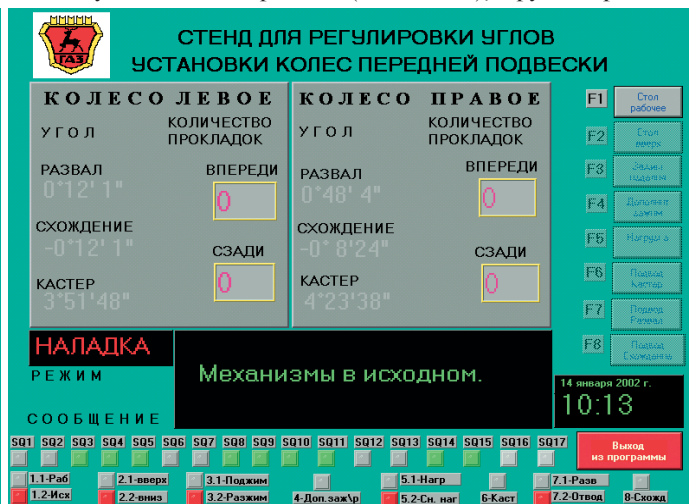 ГАЗ
СТЕНД ДЛЯ РЕГУЛИРОВКИ УГЛОВ
УСТАНОВКИ КОЛЕС ПЕРЕДНЕЙ ПОДВЕСКИ
КОЛЕСО ЛЕВОЕ
УГОЛ
КОЛИЧЕСТВО
ПРОКЛАДОК
РАЗВАЛ
ВПЕРЕДИ
0°12' 1"
0
СХОЖДЕНИЕ
-0°12' 1"
СЗАДИ
КАСТЕР
0
3°51'48"
КОЛЕСО ПРАВОЕ
УГОЛ
КОЛИЧЕСТВО
ПРОКЛАДОК
РАЗВАЛ
ВПЕРЕДИ
0°48' 4"
0
СХОЖДЕНИЕ
-0° 8'24"
СЗАДИ
КАСТЕР
0
4°23'38"
F1 Стол
рабочее
F2 Стол
вверх
F3
F4
F5 Нагрузка
F6 Подвод
Кастер
F7 Подвод
Развал
F8 Подвод
Схождение
НАЛАДКА
РЕЖИМ
Механизмы в исходном.
СООБЩЕНИЕ
14 января 2002 г.
10:13
SQ1 SQ2 SQ3 SQ4 SQ5 SQ6 SQ7 SQ8 SQ9 SQ10 SQ11 SQ12 SQ13 SQ14 SQ15 SQ16 SQ17
Выход
из программы
1.1-Раб 2.1-вверх 3.1-Поджим 5.1-Нагр 7.1-Разв
1.2-Исх 2.2-вниз 3.2-Разжим 4-Доп.заж\р 5.2-Сн. наг 6-Каст 7.2-Отвод 8-Схожд